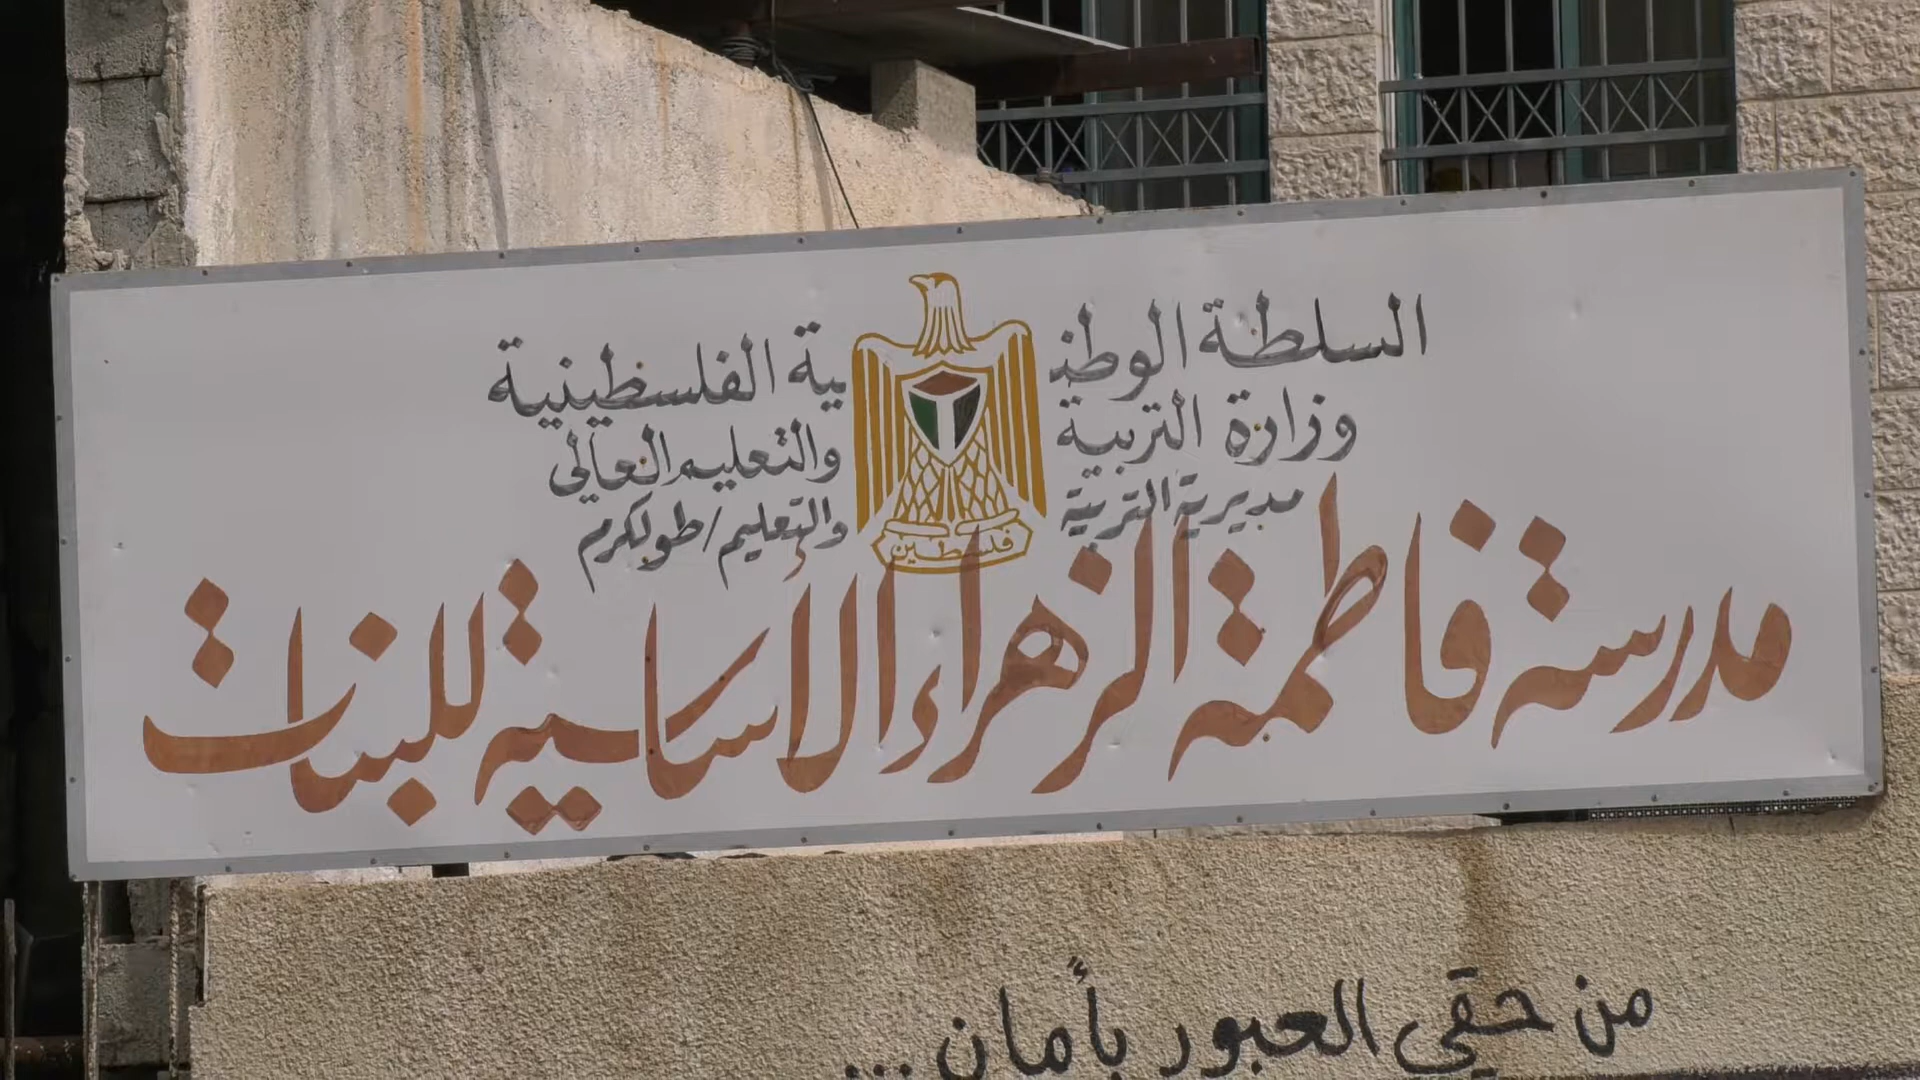 السلطة الوطنية الفلسطينية
وزارة التربية والتعليم العالي
مديرية التربية والتعليم/طولكرم
فلسطين
مدرسة فاطمة الزهراء الأساسية للبنات
من حقي العبور بأمان...